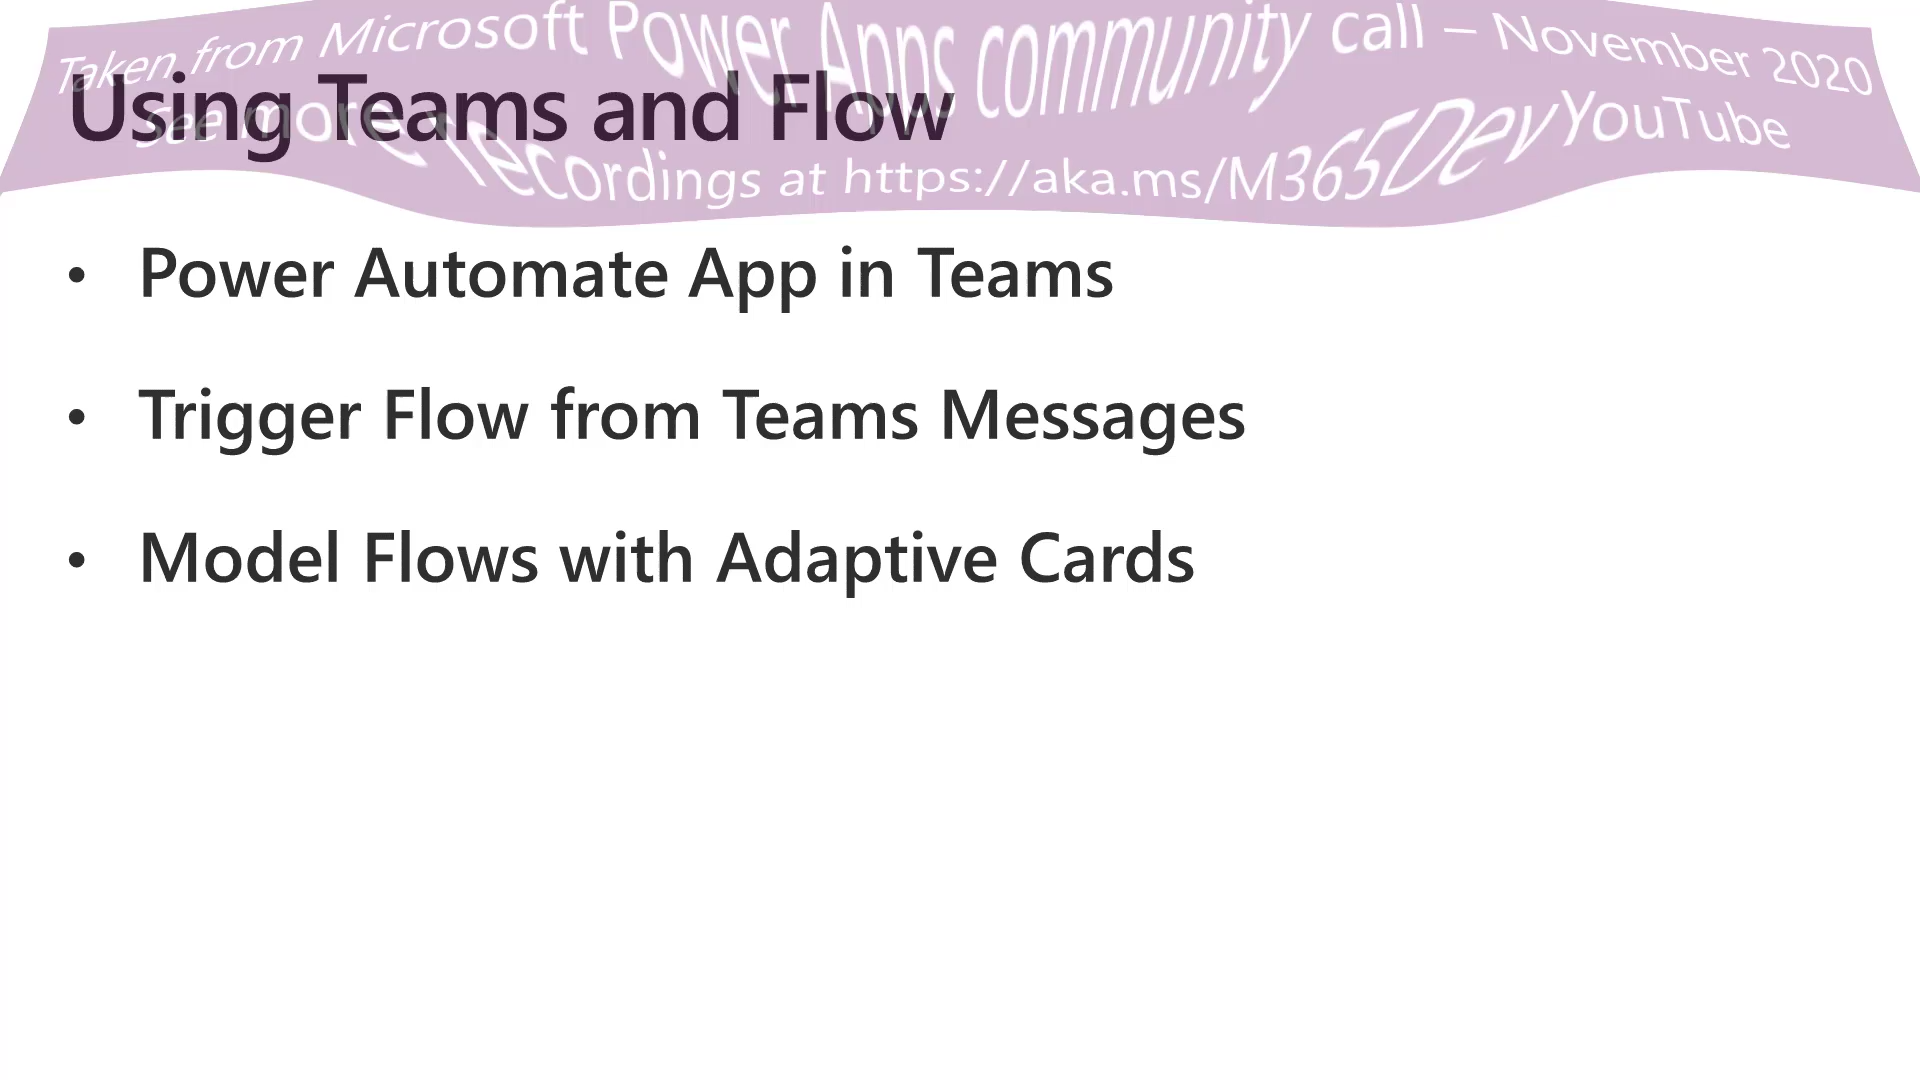 Taken from Microsoft Power Apps community call – November 2020
See more recordings at https://aka.ms/M365DevYouTube
Using Teams and Flow
• Power Automate App in Teams
• Trigger Flow from Teams Messages
• Model Flows with Adaptive Cards